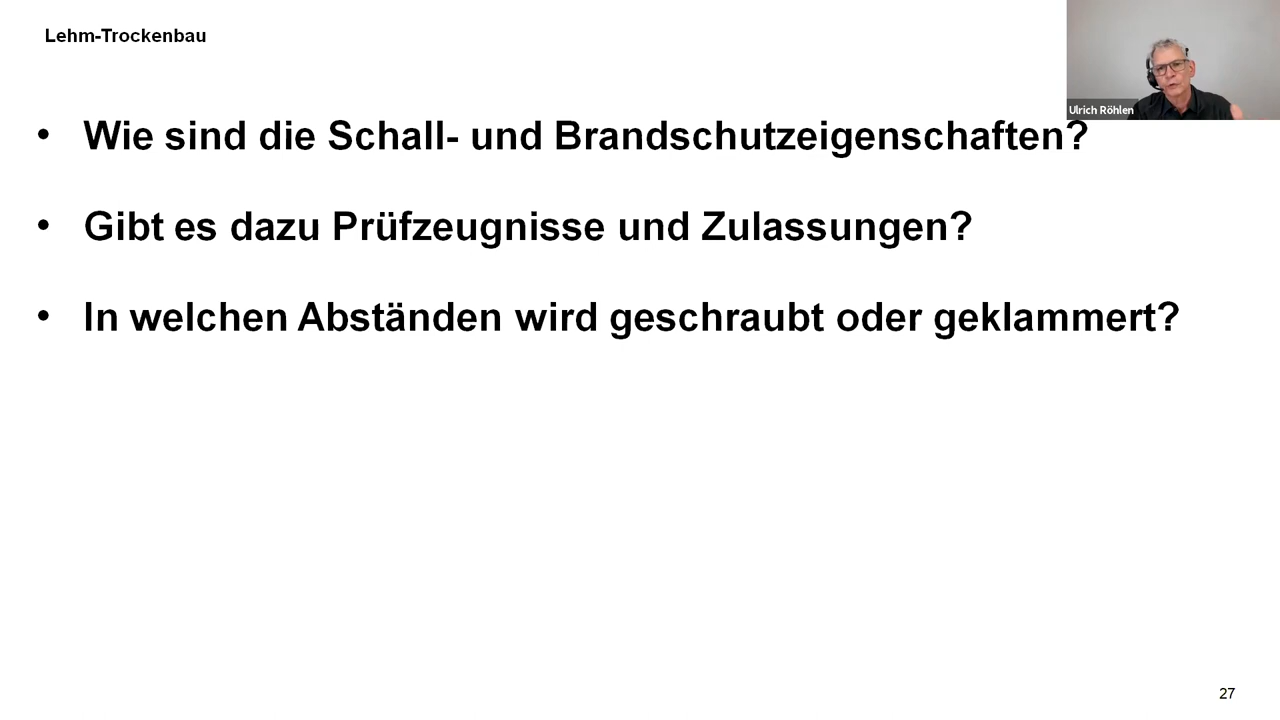 Lehm-Trockenbau
Ulrich Röhlen
• Wie sind die Schall- und Brandschutzeigenschaften?
• Gibt es dazu Prüfzeugnisse und Zulassungen?
• In welchen Abständen wird geschraubt oder geklammert?
27